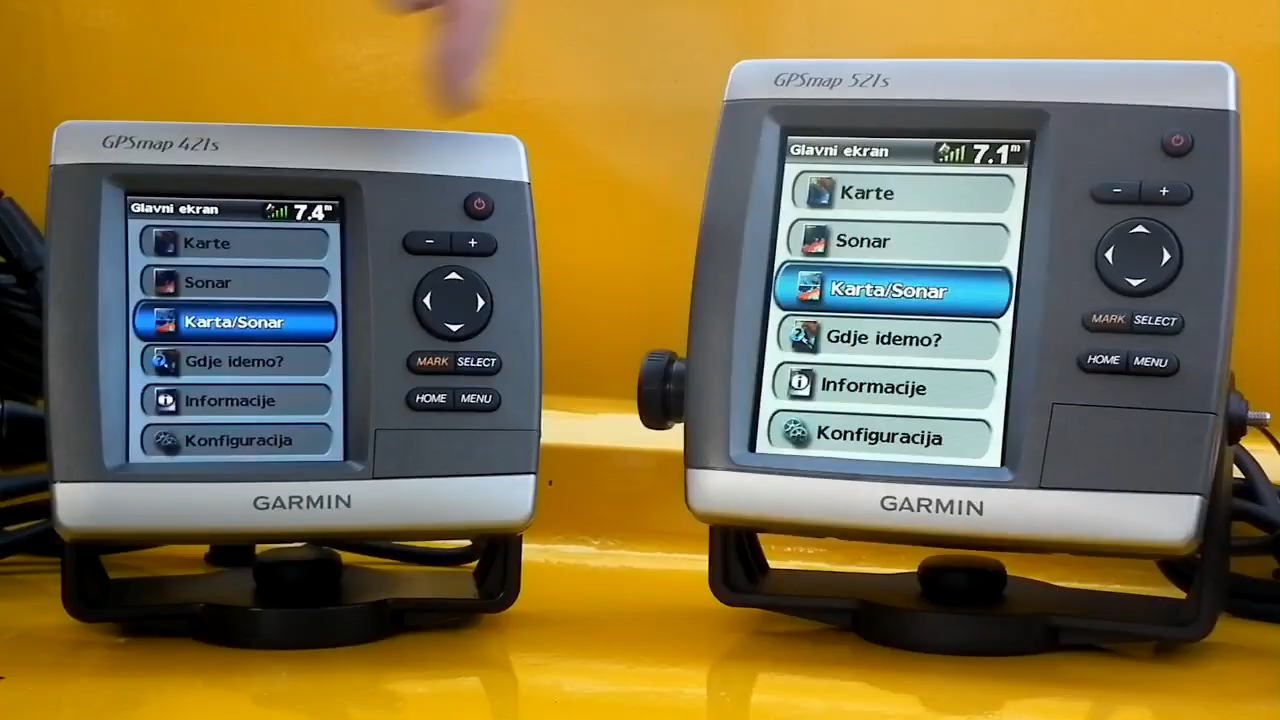 GPSmap 421s
Glavni ekran 7.4m
Karte
Sonar
Karta/Sonar
Gdje idemo?
Informacije
Konfiguracija
- +
MARK SELECT
HOME MENU
GARMIN
GPSmap 521s
Glavni ekran 7.1m
Karte
Sonar
Karta/Sonar
Gdje idemo?
Informacije
Konfiguracija
- +
MARK SELECT
HOME MENU
GARMIN